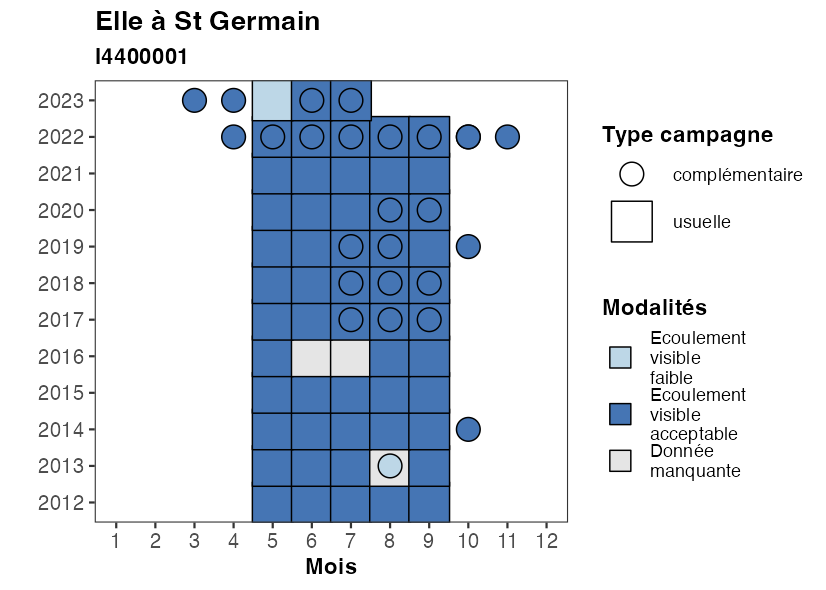 Elle à St Germain
I4400001
2023
2022
2021
2020
2019
2018
2017
2016
2015
2014
2013
2012
1 2 3 4 5 6 7 8 9 10 11 12
Mois
Type campagne
complémentaire
usuelle
Modalités
Ecoulement
visible
faible
Ecoulement
visible
acceptable
Donnée
manquante